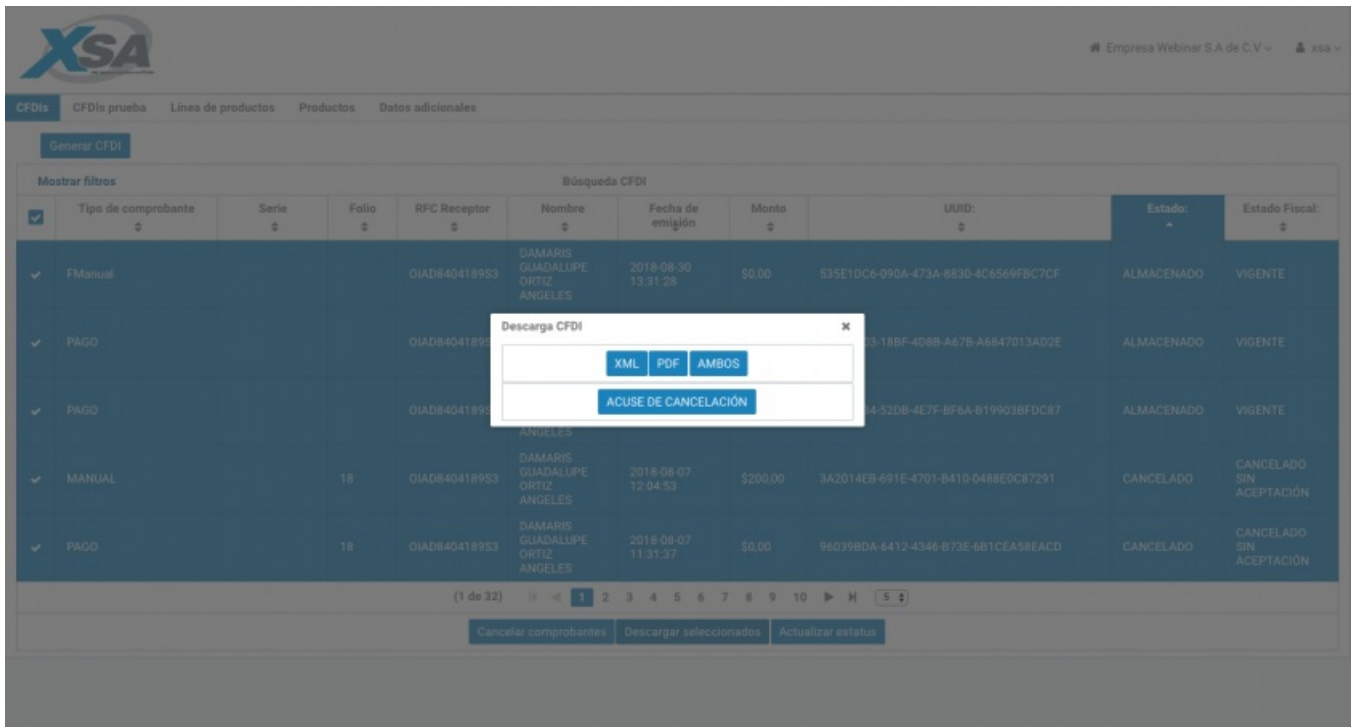 XSA
Empresa Webinar S.A de C.V
xsa
CFDIs CFDIs prueba Línea de productos Productos Datos adicionales
Generar CFDI
Mostrar filtros
Búsqueda CFDI
Tipo de comprobante Serie Folio RFC Receptor Nombre Fecha de emisión Monto UUID: Estado: Estado Fiscal:
FManual OIAD8404189S3 DAMARIS GUADALUPE ORTIZ ANGELES 2018-08-30 13:31:28 $0,00 535E1DC6-090A-473A-8830-4C6569FBC7CF ALMACENADO VIGENTE
PAGO ALMACENADO VIGENTE
PAGO ANGELES ALMACENADO VIGENTE
MANUAL 18 OIAD8404189S3 DAMARIS GUADALUPE ORTIZ ANGELES 2018-08-07 12:04:53 $200,00 3A2014EB-691E-4701-B410-0488E0C87291 CANCELADO CANCELADO SIN ACEPTACIÓN
PAGO 18 OIAD8404189S3 DAMARIS GUADALUPE ORTIZ ANGELES 2018-08-07 11:31:37 $0,00 96039BDA-6412-4346-B73E-6B1CEA58EACD CANCELADO CANCELADO SIN ACEPTACIÓN
Descarga CFDI
XML PDF AMBOS
ACUSE DE CANCELACIÓN
(1 de 32) 1 2 3 4 5 6 7 8 9 10 5
Cancelar comprobantes Descargar seleccionados Actualizar estatus